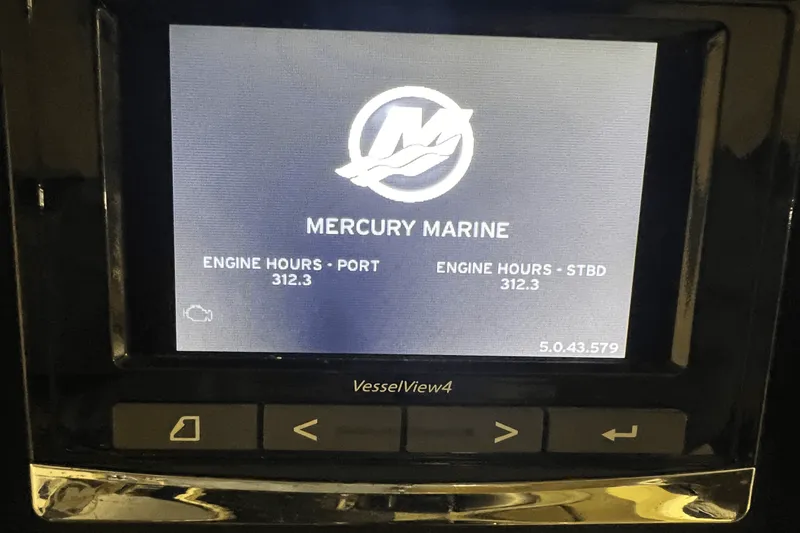 MERCURY MARINE
ENGINE HOURS - PORT
312.3
ENGINE HOURS - STBD
312.3
5.0.43.579
VesselView4